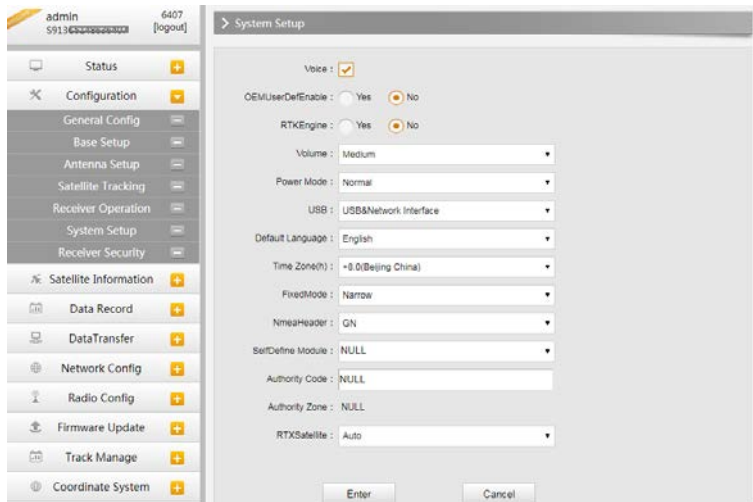 admin
6407
S9136
[logout]
Status
Configuration
General Config
Base Setup
Antenna Setup
Satellite Tracking
Receiver Operation
System Setup
Receiver Security
Satellite Information
Data Record
DataTransfer
Network Config
Radio Config
Firmware Update
Track Manage
Coordinate System
System Setup
Voice :
OEMUserDefEnable : Yes No
RTKEngine : Yes No
Volume : Medium
Power Mode : Normal
USB : USB&Network Interface
Default Language : English
Time Zone(h) : +8.0(Beijing China)
FixedMode : Narrow
NmeaHeader : GN
SelfDefine Module : NULL
Authority Code : NULL
Authority Zone : NULL
RTXSatellite : Auto
Enter Cancel